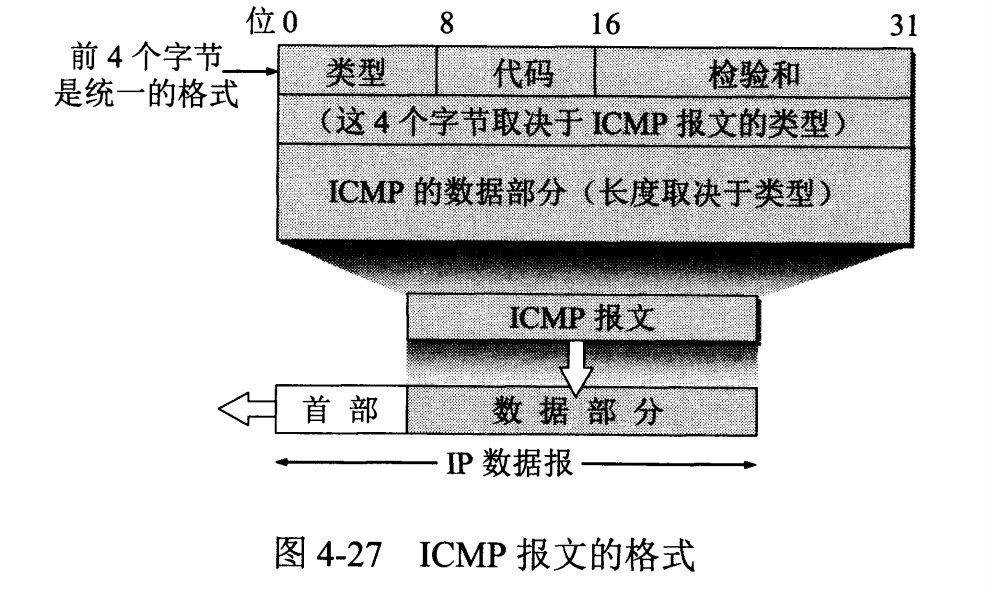 位 0 8 16 31
前 4 个字节
是统一的格式
类型 代码 检验和
（这 4 个字节取决于 ICMP 报文的类型）
ICMP 的数据部分（长度取决于类型）
ICMP 报文
首 部 数 据 部 分
IP 数据报
图 4-27 ICMP 报文的格式